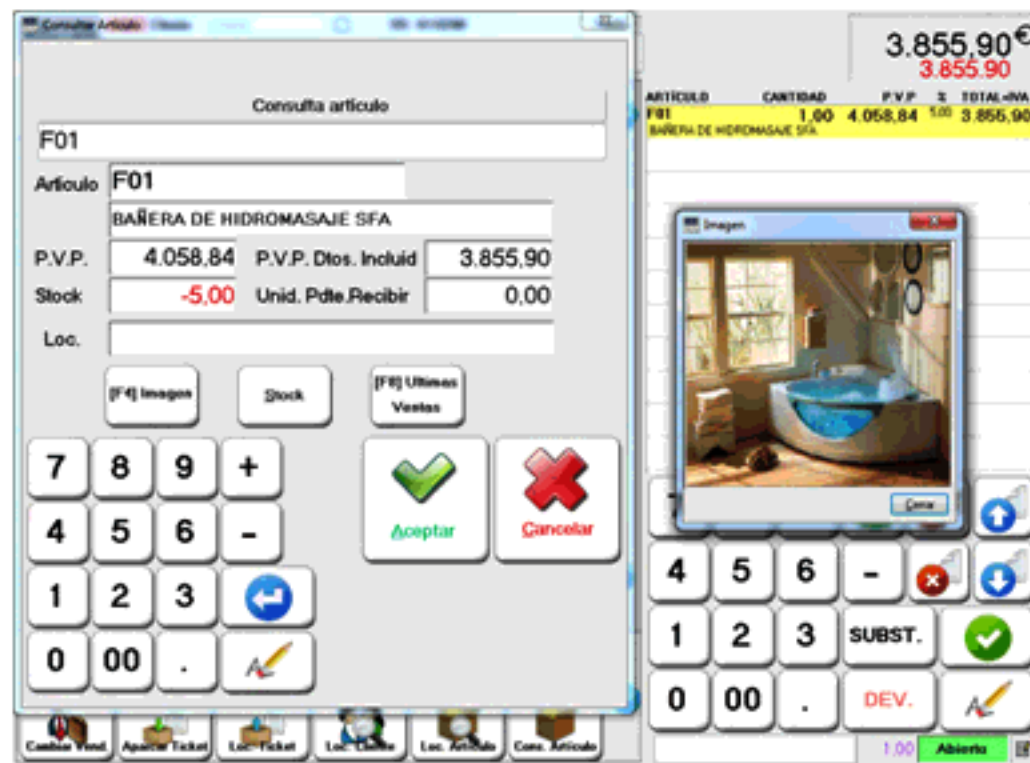 Consultar Artículo
Consulta artículo
F01
Artículo F01
BAÑERA DE HIDROMASAJE SFA
P.V.P. 4.058,84 P.V.P. Dtos. Incluid 3.855,90
Stock -5,00 Unid. Pdte.Recibir 0,00
Loc.
[F4] Imagen Stock [F8] Ultimas Ventas
7 8 9 +
4 5 6 -
1 2 3
0 00 .
Aceptar Cancelar
Cambiar Vend. Aparcar Ticket Loc. Ticket Loc. Cliente Loc. Artículo Cons. Artículo
3.855,90€
3.855.90
ARTÍCULO CANTIDAD P.V.P % TOTAL+IVA
F01 1,00 4.058,84 5,00 3.855,90
BAÑERA DE HIDROMASAJE SFA
Imagen
Cerrar
4 5 6 -
1 2 3 SUBST.
0 00 . DEV.
1,00 Abierto